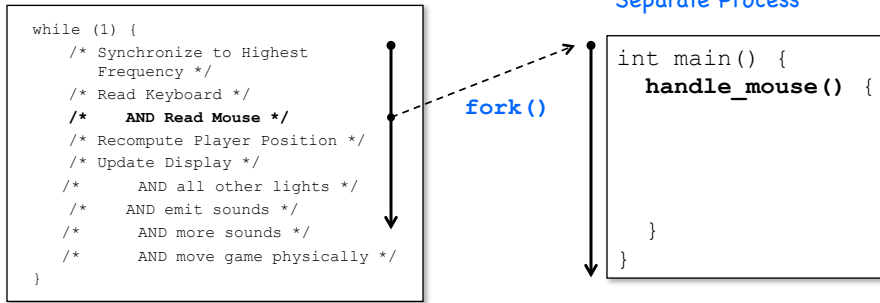 while (1) {
/* Synchronize to Highest
Frequency */
/* Read Keyboard */
/* AND Read Mouse */
/* Recompute Player Position */
/* Update Display */
/* AND all other lights */
/* AND emit sounds */
/* AND more sounds */
/* AND move game physically */
}
fork()
Separate Process
int main() {
handle_mouse() {
}
}